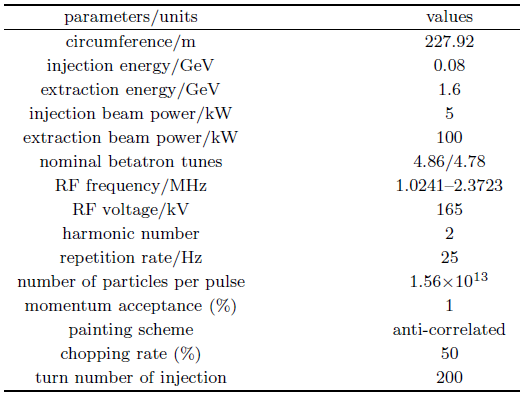 parameters/units values
circumference/m 227.92
injection energy/GeV 0.08
extraction energy/GeV 1.6
injection beam power/kW 5
extraction beam power/kW 100
nominal betatron tunes 4.86/4.78
RF frequency/MHz 1.0241–2.3723
RF voltage/kV 165
harmonic number 2
repetition rate/Hz 25
number of particles per pulse 1.56×10¹³
momentum acceptance (%) 1
painting scheme anti-correlated
chopping rate (%) 50
turn number of injection 200